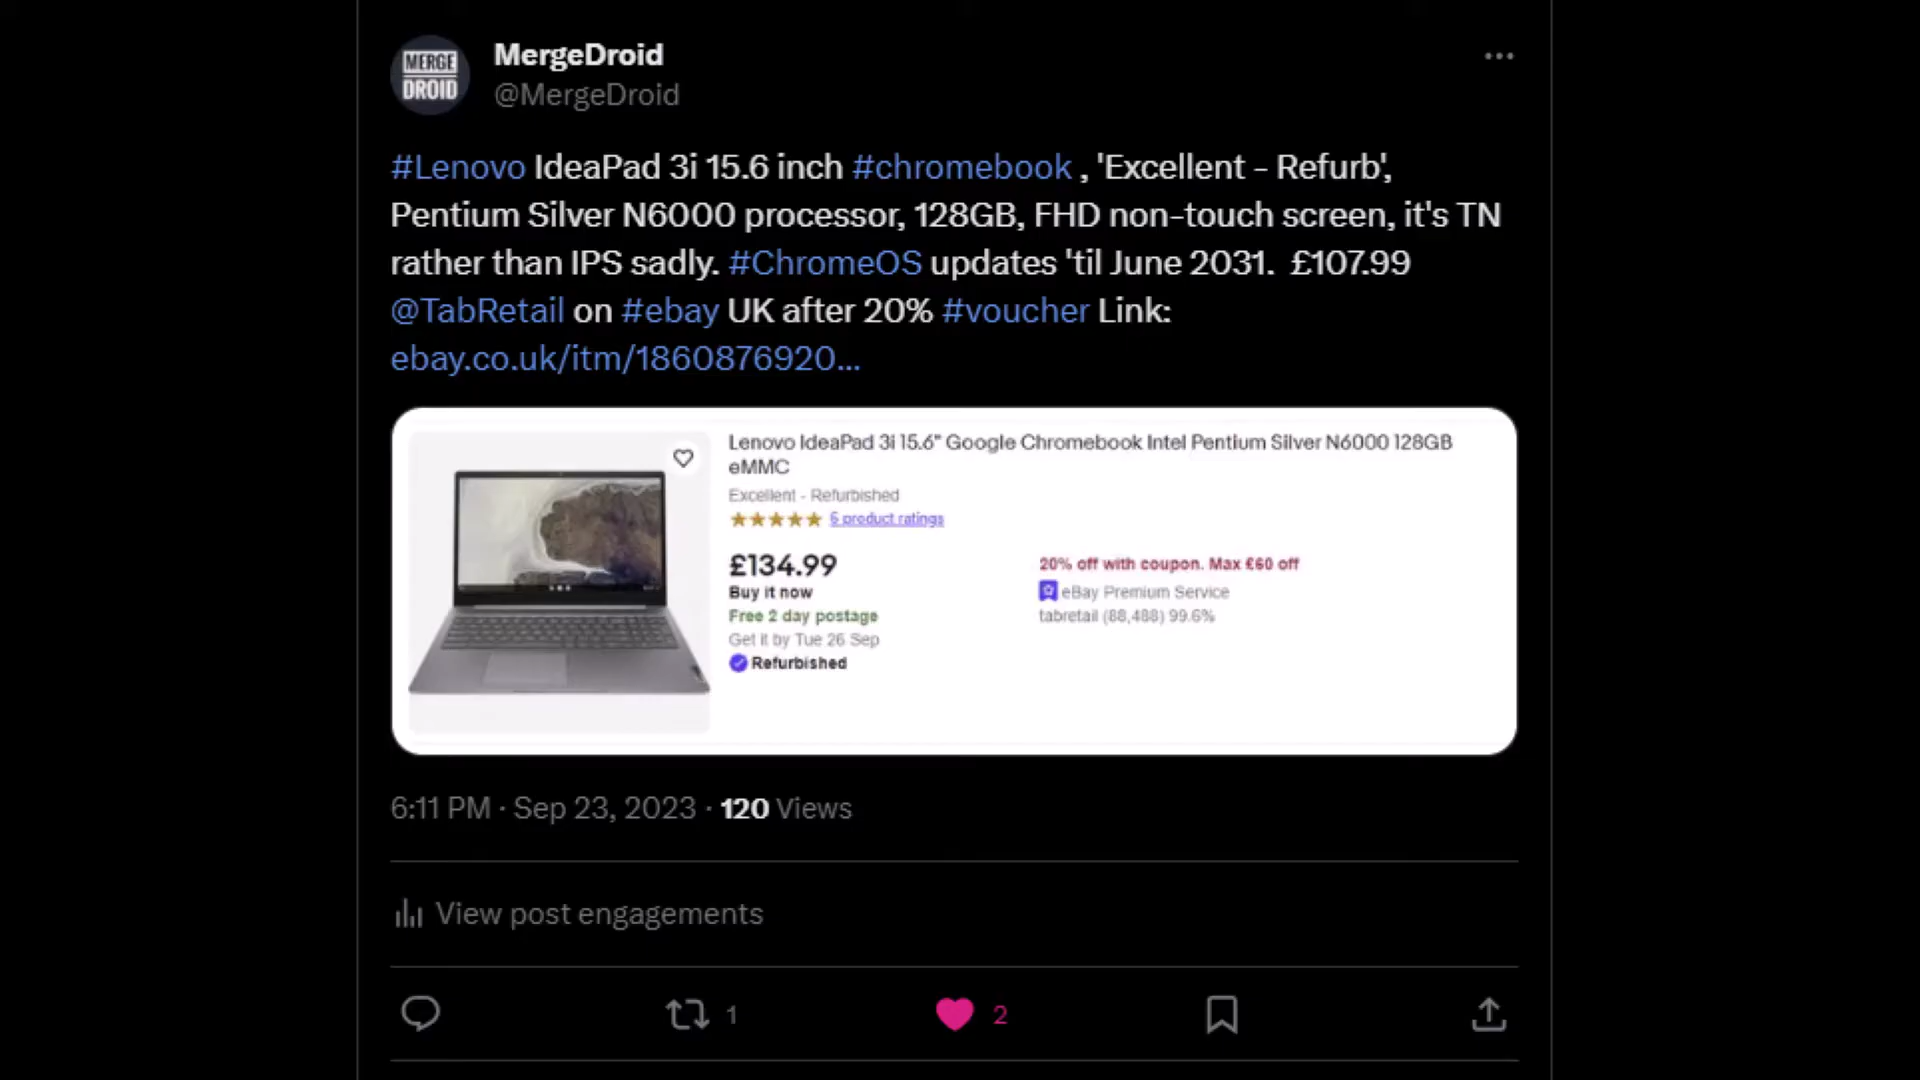 MERGE
DROID
MergeDroid
@MergeDroid
#Lenovo IdeaPad 3i 15.6 inch #chromebook , 'Excellent - Refurb',
Pentium Silver N6000 processor, 128GB, FHD non-touch screen, it's TN
rather than IPS sadly. #ChromeOS updates 'til June 2031. £107.99
@TabRetail on #ebay UK after 20% #voucher Link:
ebay.co.uk/itm/1860876920...
Lenovo IdeaPad 3i 15.6" Google Chromebook Intel Pentium Silver N6000 128GB
eMMC
Excellent - Refurbished
6 product ratings
£134.99
Buy it now
Free 2 day postage
Get it by Tue 26 Sep
Refurbished
20% off with coupon. Max £60 off
eBay Premium Service
tabretail (88,488) 99.6%
6:11 PM · Sep 23, 2023 · 120 Views
View post engagements
1
2